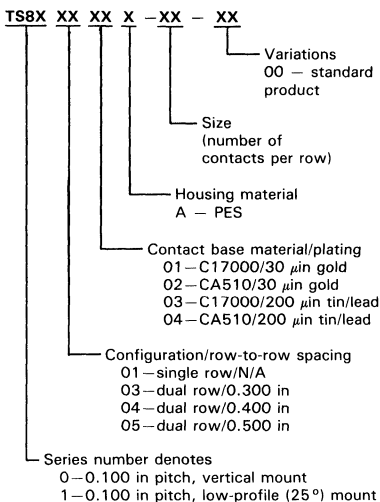 TS8X XX XX X -XX - XX
Variations
00 — standard
product
Size
(number of
contacts per row)
Housing material
A — PES
Contact base material/plating
01—C17000/30 μin gold
02—CA510/30 μin gold
03—C17000/200 μin tin/lead
04—CA510/200 μin tin/lead
Configuration/row-to-row spacing
01—single row/N/A
03—dual row/0.300 in
04—dual row/0.400 in
05—dual row/0.500 in
Series number denotes
0—0.100 in pitch, vertical mount
1—0.100 in pitch, low-profile (25°) mount